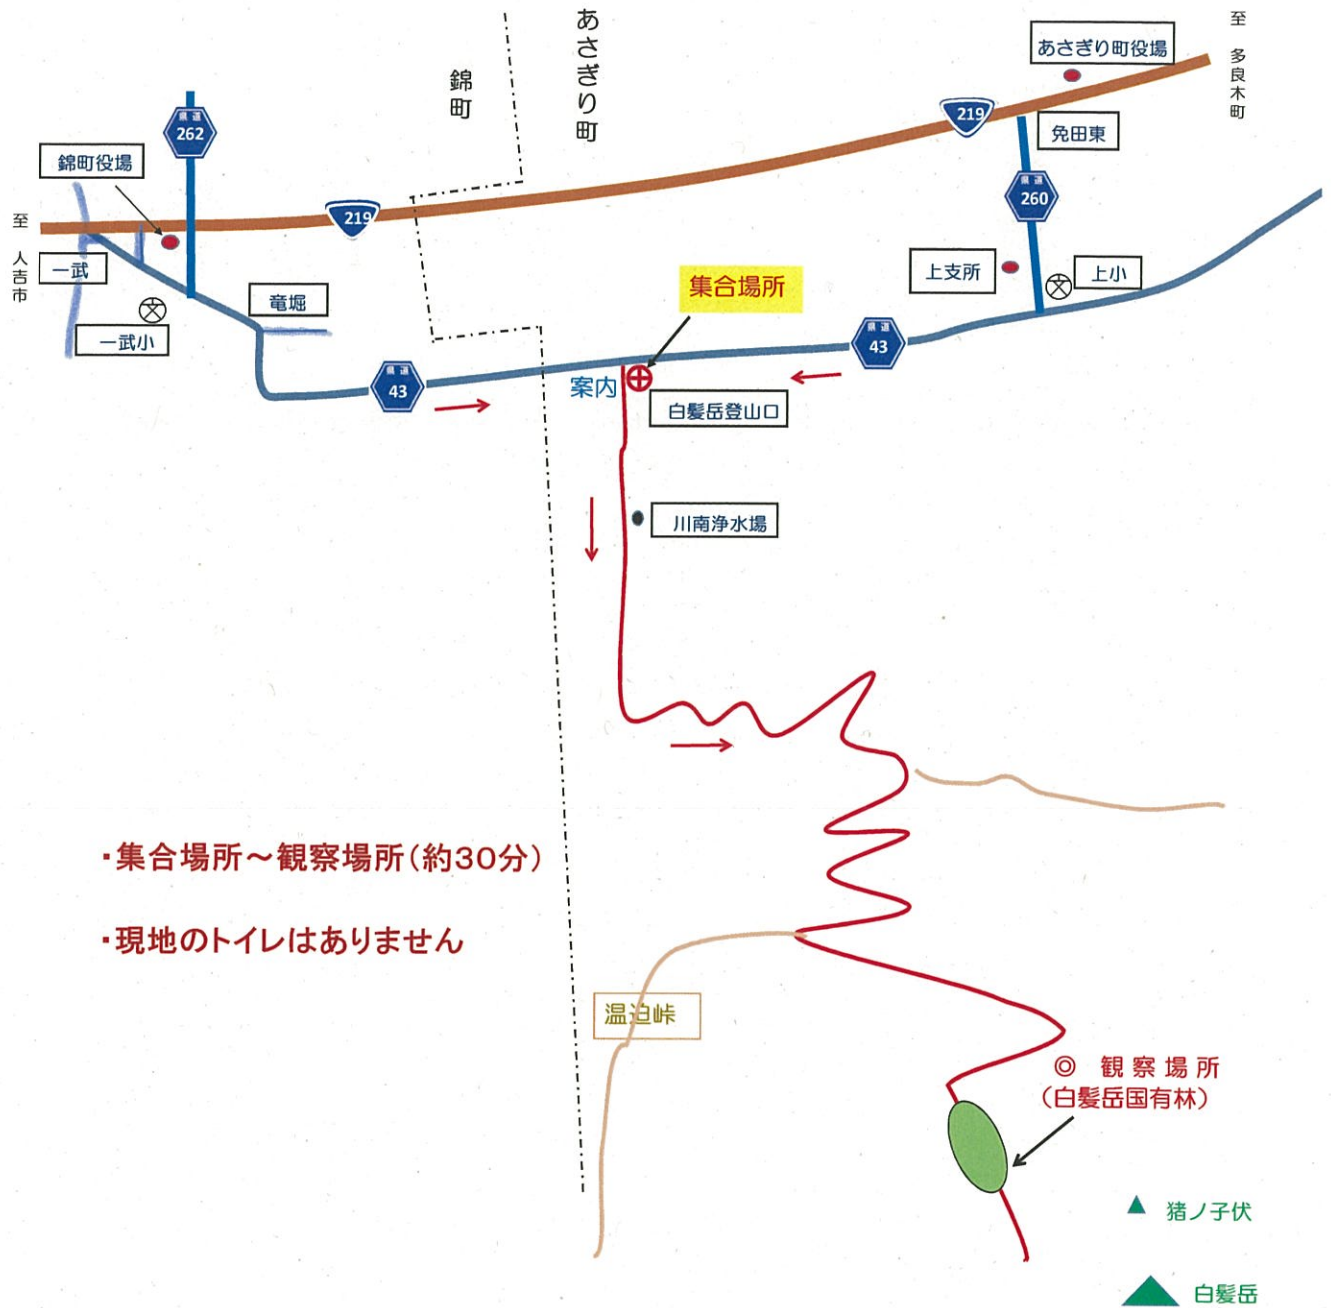 あさぎり町
錦町
至 多良木町
あさぎり町役場
219
免田東
県道
262
錦町役場
県道
260
219
至 人吉市
一武
上支所
上小
文
集合場所
竜堀
文
一武小
県道
43
県道
43
案内
白髪岳登山口
川南浄水場
・集合場所~観察場所(約30分)
・現地のトイレはありません
温迫峠
◎ 観察場所
(白髪岳国有林)
猪ノ子伏
白髪岳